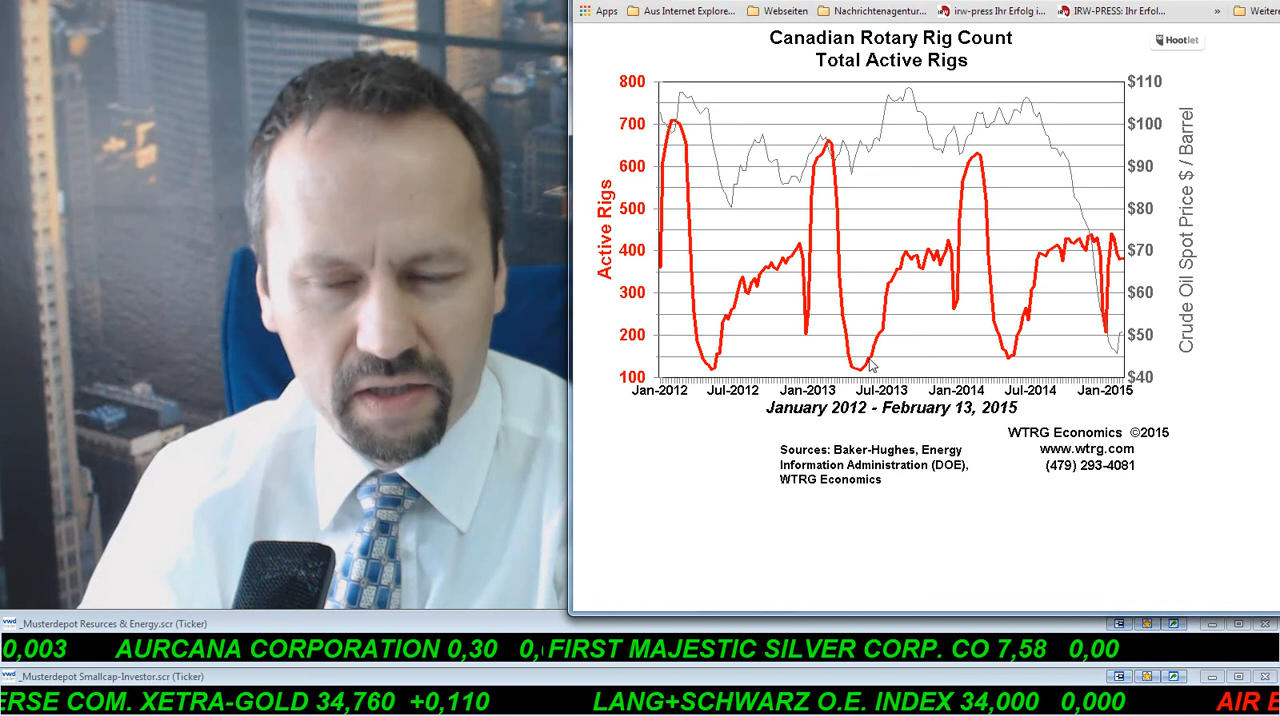 Apps Aus Internet Explore... Webseiten Nachrichtenagentur... irw-press Ihr Erfolg i... IRW-PRESS: Ihr Erfol... » Weitere
Canadian Rotary Rig Count
Total Active Rigs
Hootlet
800
700
600
500
400
300
200
100
Active Rigs
$110
$100
$90
$80
$70
$60
$50
$40
Crude Oil Spot Price $ / Barrel
Jan-2012 Jul-2012 Jan-2013 Jul-2013 Jan-2014 Jul-2014 Jan-2015
January 2012 - February 13, 2015
WTRG Economics ©2015
www.wtrg.com
(479) 293-4081
Sources: Baker-Hughes, Energy
Information Administration (DOE),
WTRG Economics
vwd _Musterdepot Resurces & Energy.scr (Ticker)
0,003 AURCANA CORPORATION 0,30 0,( FIRST MAJESTIC SILVER CORP. CO 7,58 0,00
vwd _Musterdepot Smallcap-Investor.scr (Ticker)
ERSE COM. XETRA-GOLD 34,760 +0,110 LANG+SCHWARZ O.E. INDEX 34,000 0,000 AIR